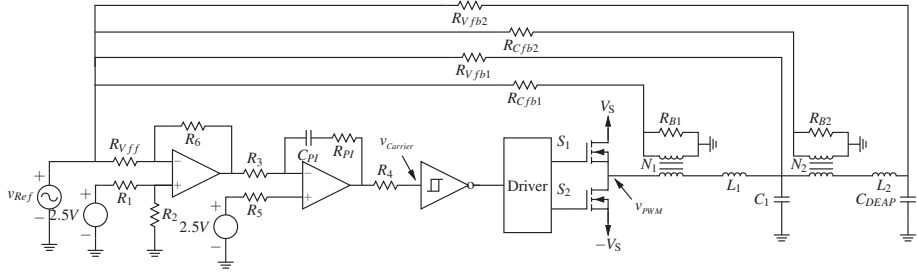 R_Vfb2
R_Cfb2
R_Vfb1
R_Cfb1
V_S
R_B1
R_B2
R_Vff
R_6
C_PI
R_PI
v_Carrier
S_1
N_1
N_2
R_3
+
−
+
−
+
v_Ref
−
R_1
R_4
Driver
L_1
L_2
+
2.5V
−
R_2
+
2.5V
−
R_5
S_2
v_PWM
C_1
C_DEAP
−V_S